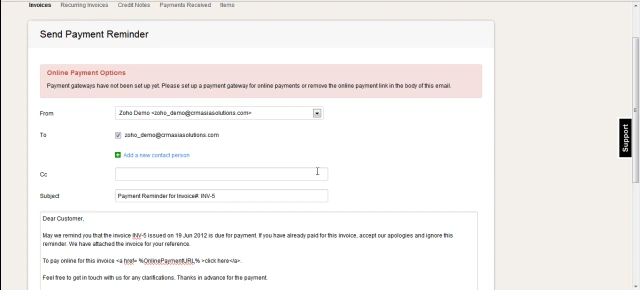 Invoices Recurring Invoices Credit Notes Payments Received Items
Send Payment Reminder
Online Payment Options
Payment gateways have not been set up yet. Please set up a payment gateway for online payments or remove the online payment link in the body of this email.
From Zoho Demo <zoho_demo@crmasiasolutions.com>
To zoho_demo@crmasiasolutions.com
Add a new contact person
Cc
Subject Payment Reminder for Invoice#: INV-5
Dear Customer,
May we remind you that the invoice INV-5 issued on 19 Jun 2012 is due for payment. If you have already paid for this invoice, accept our apologies and ignore this
reminder. We have attached the invoice for your reference.
To pay online for this invoice <a href= %OnlinePaymentURL% >click here</a>.
Feel free to get in touch with us for any clarifications. Thanks in advance for the payment.
Support